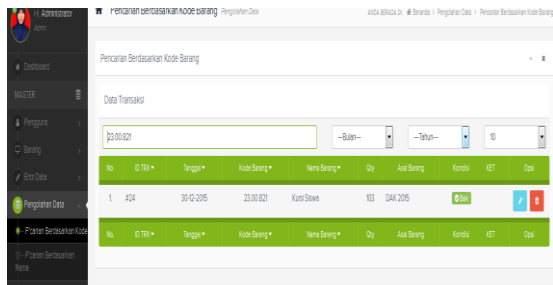 Hi, Administrator
Admin
Dashboard
MASTER
Pengguna
Barang
Entri Data
Pengolahan Data
P'carian Berdasarkan Kode
P'carian Berdasarkan Nama
Pencarian Berdasarkan Kode Barang Pengolahan Data
ANDA BERADA DI: Beranda > Pengolahan Data > Pencarian Berdasarkan Kode Barang
Pencarian Berdasarkan Kode Barang
Data Transaksi
23.00.821 ---Bulan--- ---Tahun--- 10
No. ID TRX Tanggal Kode Barang Nama Barang Qty Asal Barang Kondisi KET Opsi
1. #24 30-12-2015 23.00.821 Kursi Siswa 103 DAK 2015 Baik
No. ID TRX Tanggal Kode Barang Nama Barang Qty Asal Barang Kondisi KET Opsi